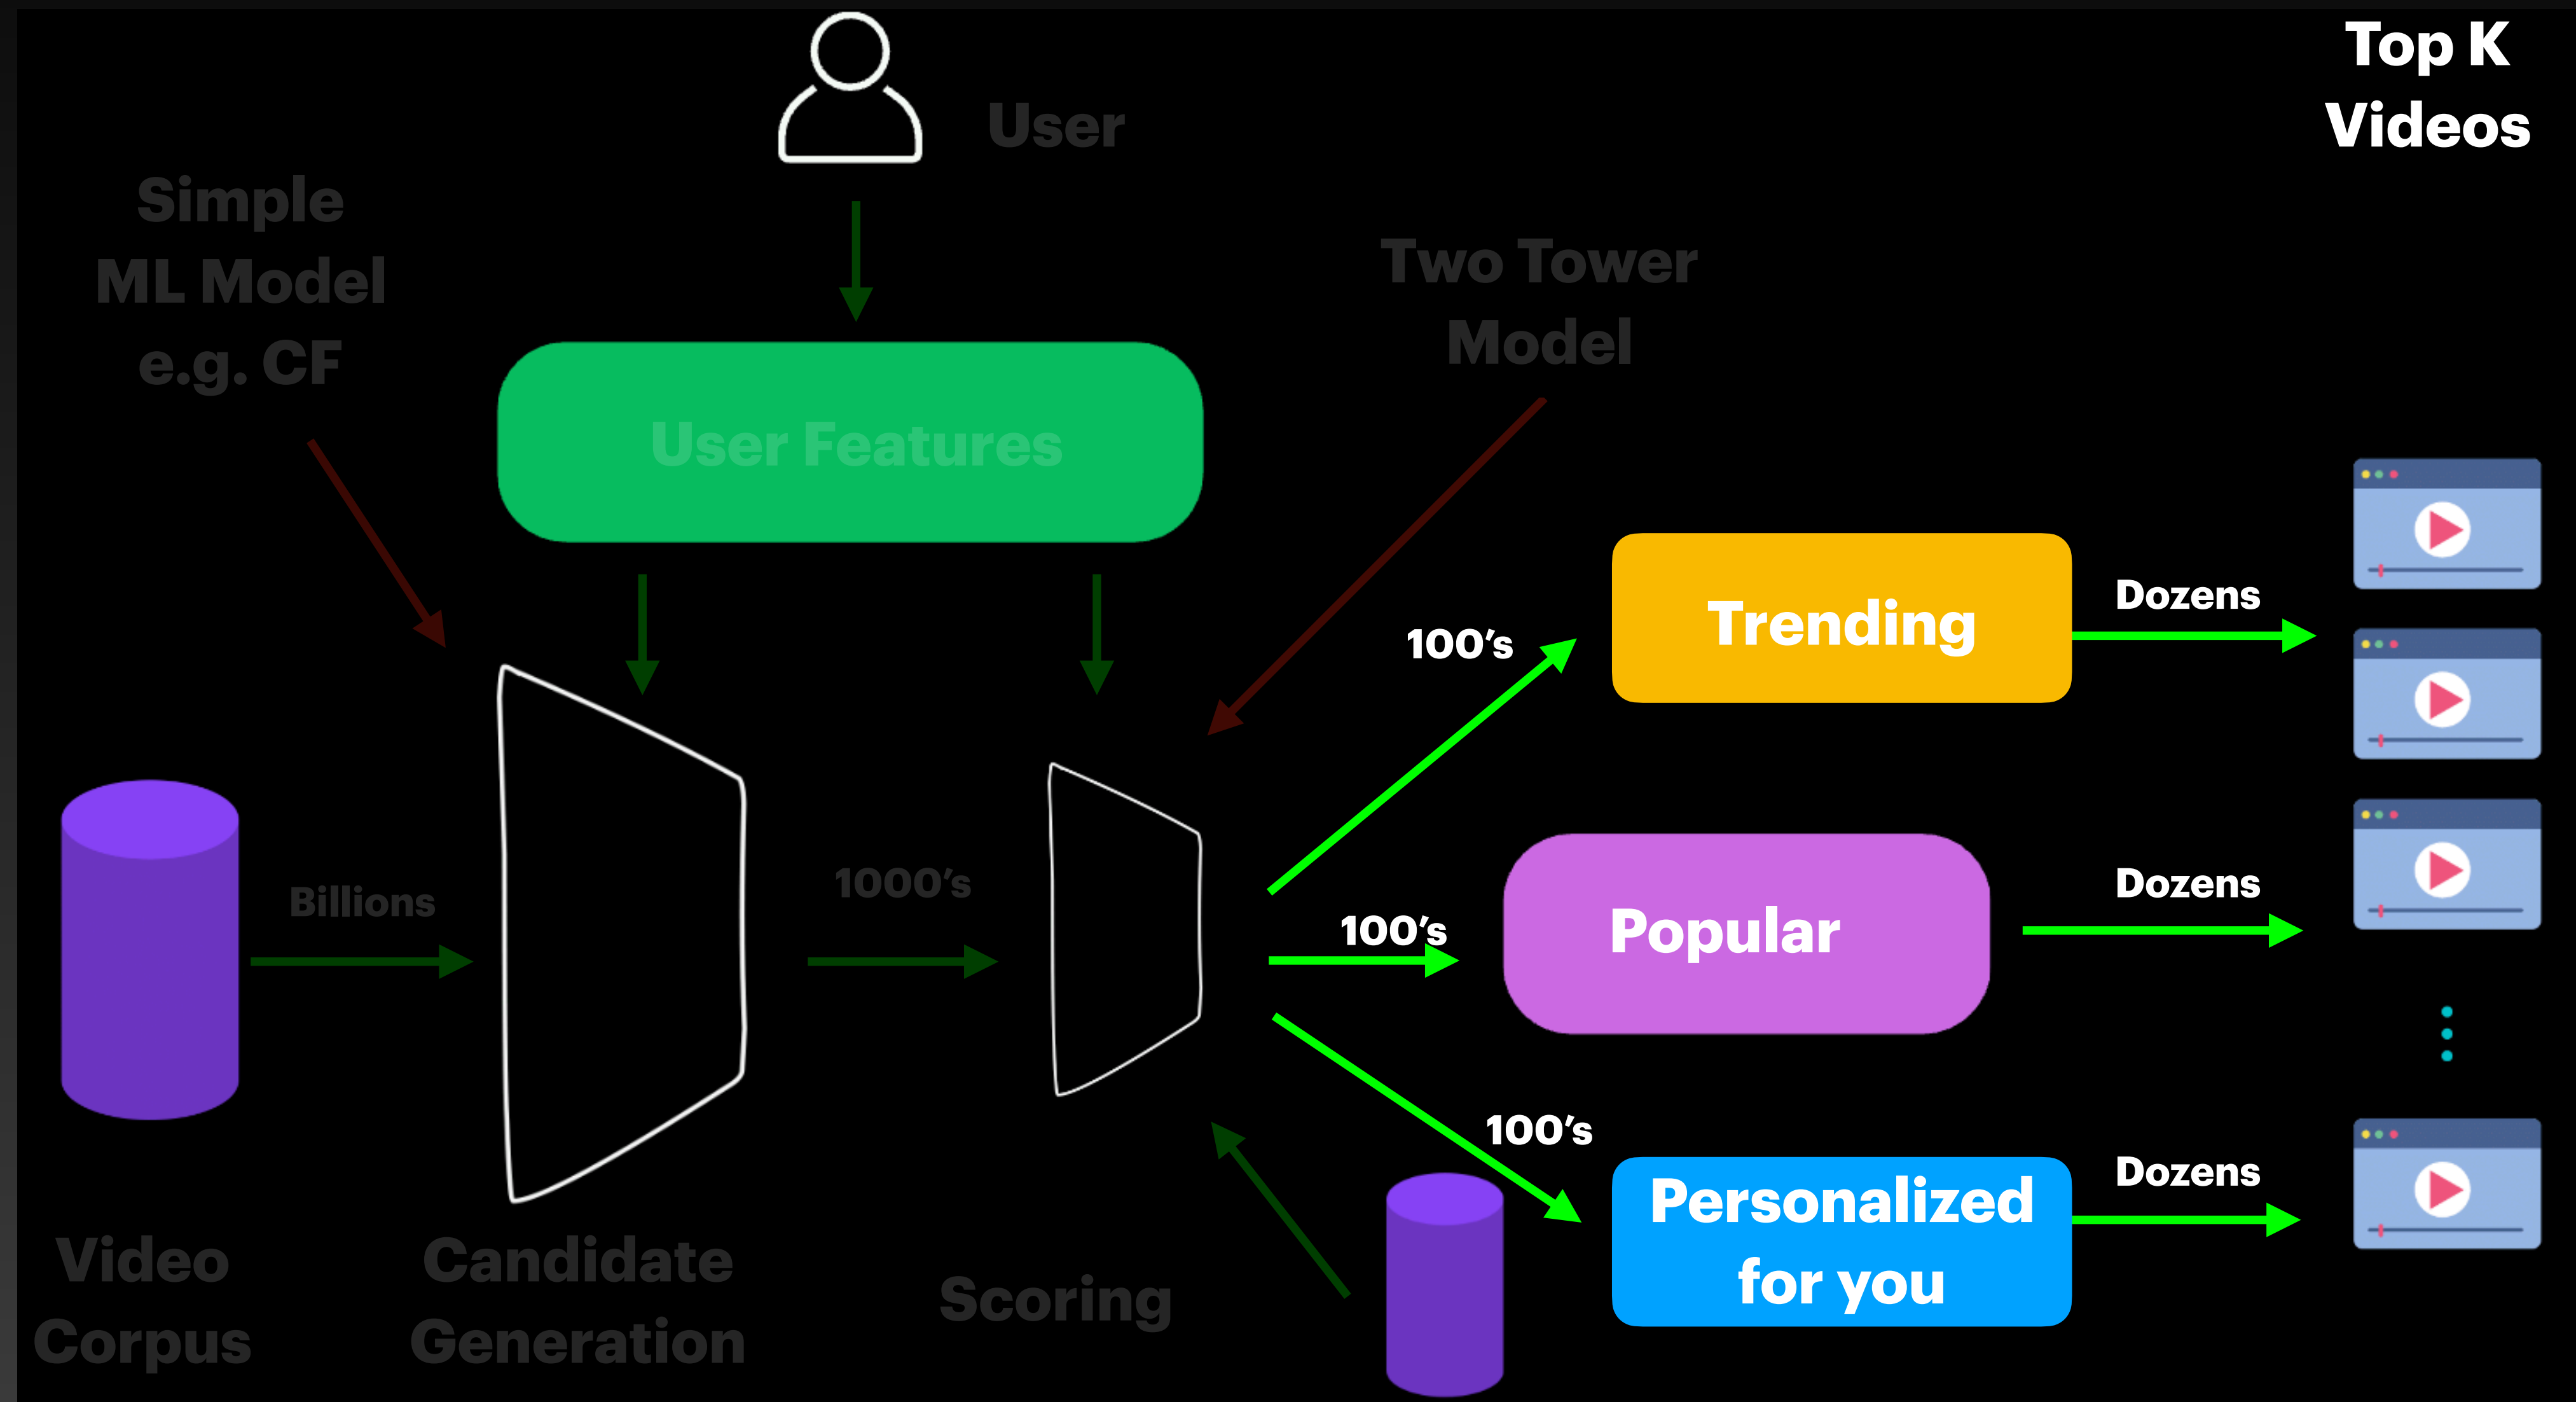 Top K
Videos
User
Simple
ML Model
e.g. CF
Two Tower
Model
User Features
Trending
100's
Dozens
Billions
1000's
100's
Popular
Dozens
100's
Personalized
for you
Dozens
Video
Corpus
Candidate
Generation
Scoring